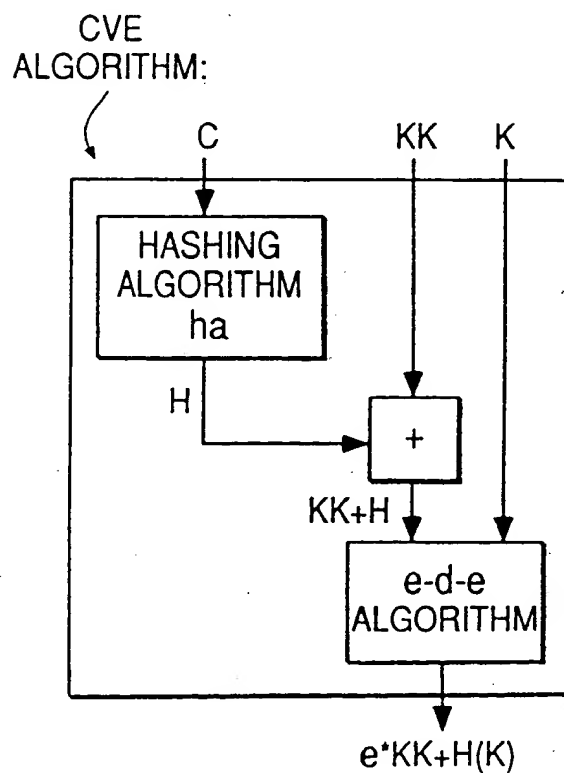 CVE
ALGORITHM:
C
KK
K
HASHING
ALGORITHM
ha
H
+
KK+H
e-d-e
ALGORITHM
e*KK+H(K)